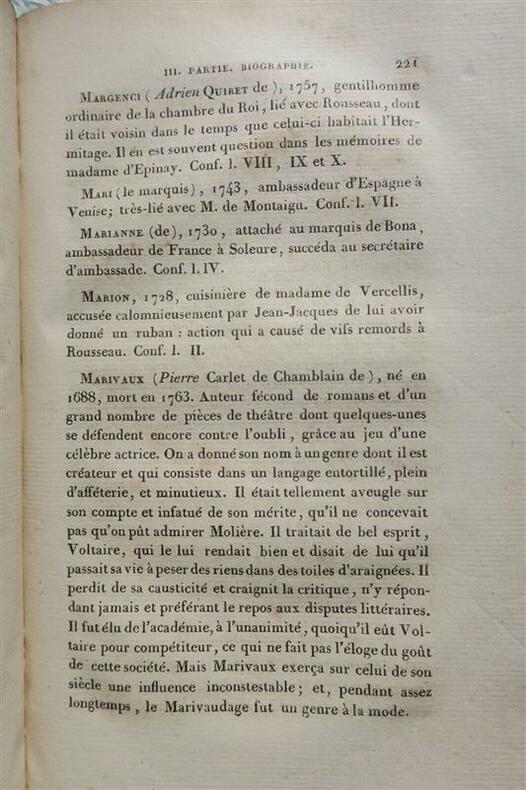 III. PARTIE. BIOGRAPHIE. 221
MARGENCI ( Adrien QUIRET de ), 1757, gentilhomme
ordinaire de la chambre du Roi, lié avec Rousseau, dont
il était voisin dans le temps que celui-ci habitait l'Her-
mitage. Il en est souvent question dans les mémoires de
madame d'Epinay. Conf. l. VIII, IX et X.
MARI (le marquis), 1743, ambassadeur d'Espagne à
Venise; très-lié avec M. de Montaigu. Conf. l. VII.
MARIANNE (de), 1730, attaché au marquis de Bona,
ambassadeur de France à Soleure, succéda au secrétaire
d'ambassade. Conf. l. IV.
MARION, 1728, cuisinière de madame de Vercellis,
accusée calomnieusement par Jean-Jacques de lui avoir
donné un ruban : action qui a causé de vifs remords à
Rousseau. Conf. l. II.
MARIVAUX (Pierre Carlet de Chamblain de), né en
1688, mort en 1763. Auteur fécond de romans et d'un
grand nombre de pièces de théâtre dont quelques-unes
se défendent encore contre l'oubli, grâce au jeu d'une
célèbre actrice. On a donné son nom à un genre dont il est
créateur et qui consiste dans un langage entortillé, plein
d'afféterie, et minutieux. Il était tellement aveugle sur
son compte et infatué de son mérite, qu'il ne concevait
pas qu'on pût admirer Molière. Il traitait de bel esprit,
Voltaire, qui le lui rendait bien et disait de lui qu'il
passait sa vie à peser des riens dans des toiles d'araignées. Il
perdit de sa causticité et craignit la critique, n'y répon-
dant jamais et préférant le repos aux disputes littéraires.
Il fut élu de l'académie, à l'unanimité, quoiqu'il eût Vol-
taire pour compétiteur, ce qui ne fait pas l'éloge du goût
de cette société. Mais Marivaux exerça sur celui de son
siècle une influence inconstestable; et, pendant assez
longtemps, le Marivaudage fut un genre à la mode.